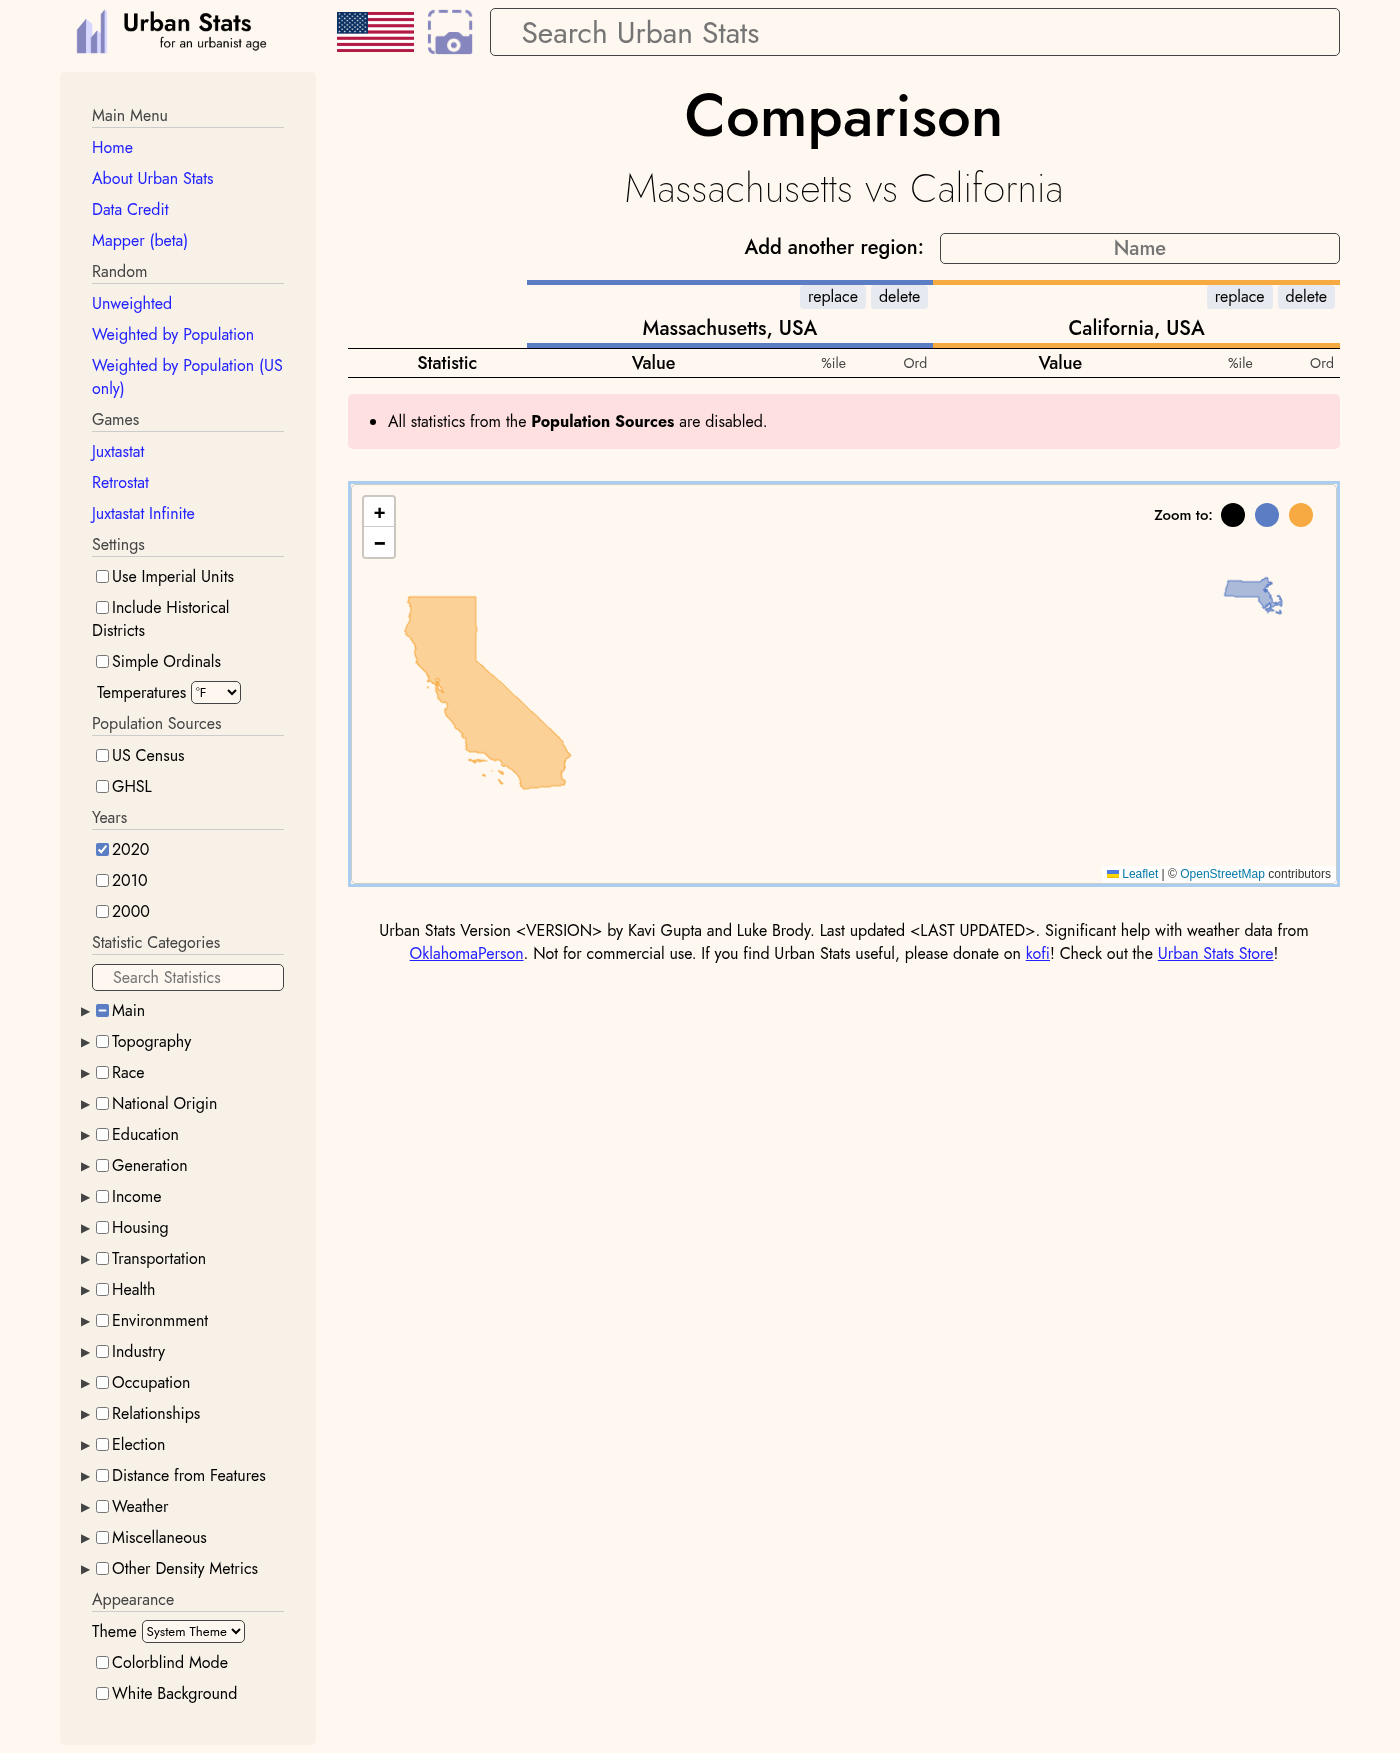 Urban Stats
for an urbanist age
Search Urban Stats
Main Menu
Home
About Urban Stats
Data Credit
Mapper (beta)
Random
Unweighted
Weighted by Population
Weighted by Population (US
only)
Games
Juxtastat
Retrostat
Juxtastat Infinite
Settings
Use Imperial Units
Include Historical
Districts
Simple Ordinals
Temperatures °F
Population Sources
US Census
GHSL
Years
2020
2010
2000
Statistic Categories
Search Statistics
Main
Topography
Race
National Origin
Education
Generation
Income
Housing
Transportation
Health
Environmment
Industry
Occupation
Relationships
Election
Distance from Features
Weather
Miscellaneous
Other Density Metrics
Appearance
Theme System Theme
Colorblind Mode
White Background
Comparison
Massachusetts vs California
Add another region: Name
replace delete replace delete
Massachusetts, USA California, USA
Statistic Value %ile Ord Value %ile Ord
• All statistics from the Population Sources are disabled.
+
−
Zoom to:
Leaflet | © OpenStreetMap contributors
Urban Stats Version <VERSION> by Kavi Gupta and Luke Brody. Last updated <LAST UPDATED>. Significant help with weather data from
OklahomaPerson. Not for commercial use. If you find Urban Stats useful, please donate on kofi! Check out the Urban Stats Store!